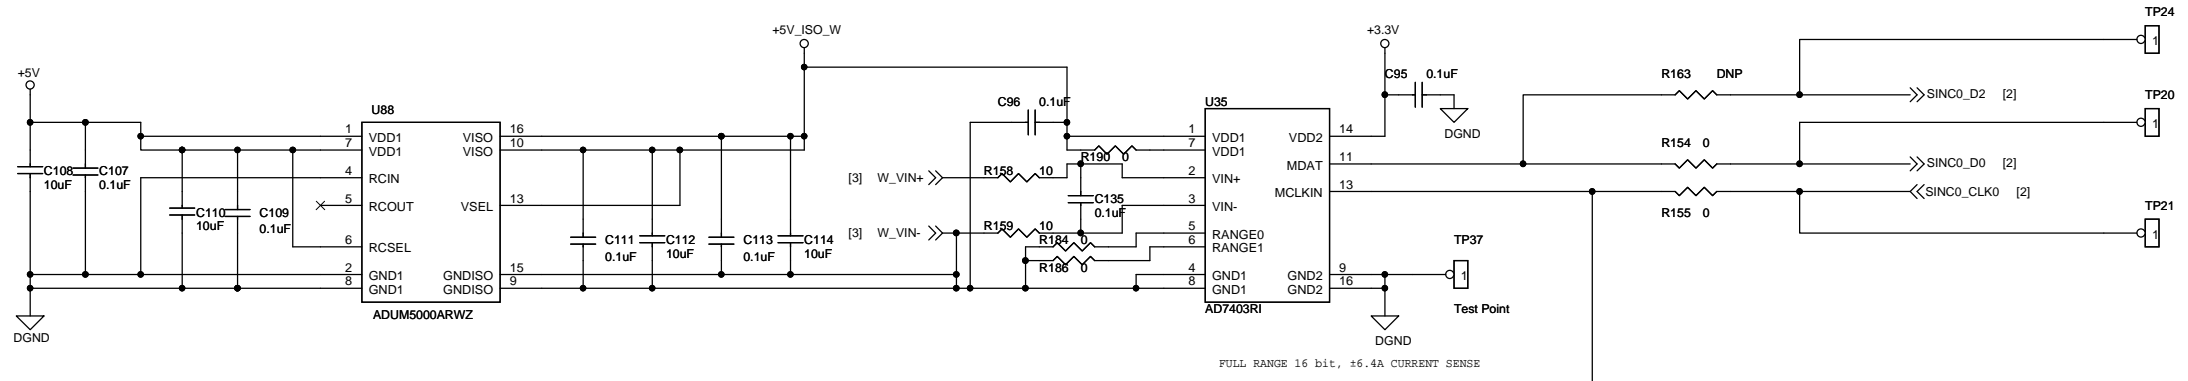 +5V
DGND
C108
10uF
C107
0.1uF
C110
10uF
C109
0.1uF
U88
1 VDD1
7 VDD1
4 RCIN
5 RCOUT
6 RCSEL
2 GND1
8 GND1
VISO 16
VISO 10
VSEL 13
GNDISO 15
GNDISO 9
ADUM5000ARWZ
C111
0.1uF
C112
10uF
C113
0.1uF
C114
10uF
+5V_ISO_W
C96 0.1uF
[3] W_VIN+
[3] W_VIN-
R158 10
R159 10
R190 0
C135
0.1uF
R184 0
R186 0
U35
1 VDD1
7 VDD1
2 VIN+
3 VIN-
5 RANGE0
6 RANGE1
4 GND1
8 GND1
VDD2 14
MDAT 11
MCLKIN 13
GND2 9
GND2 16
AD7403RI
+3.3V
C95 0.1uF
DGND
TP37
1
Test Point
DGND
FULL RANGE 16 bit, ±6.4A CURRENT SENSE
R163 DNP
R154 0
R155 0
SINC0_D2 [2]
SINC0_D0 [2]
SINC0_CLK0 [2]
TP24
1
TP20
1
TP21
1